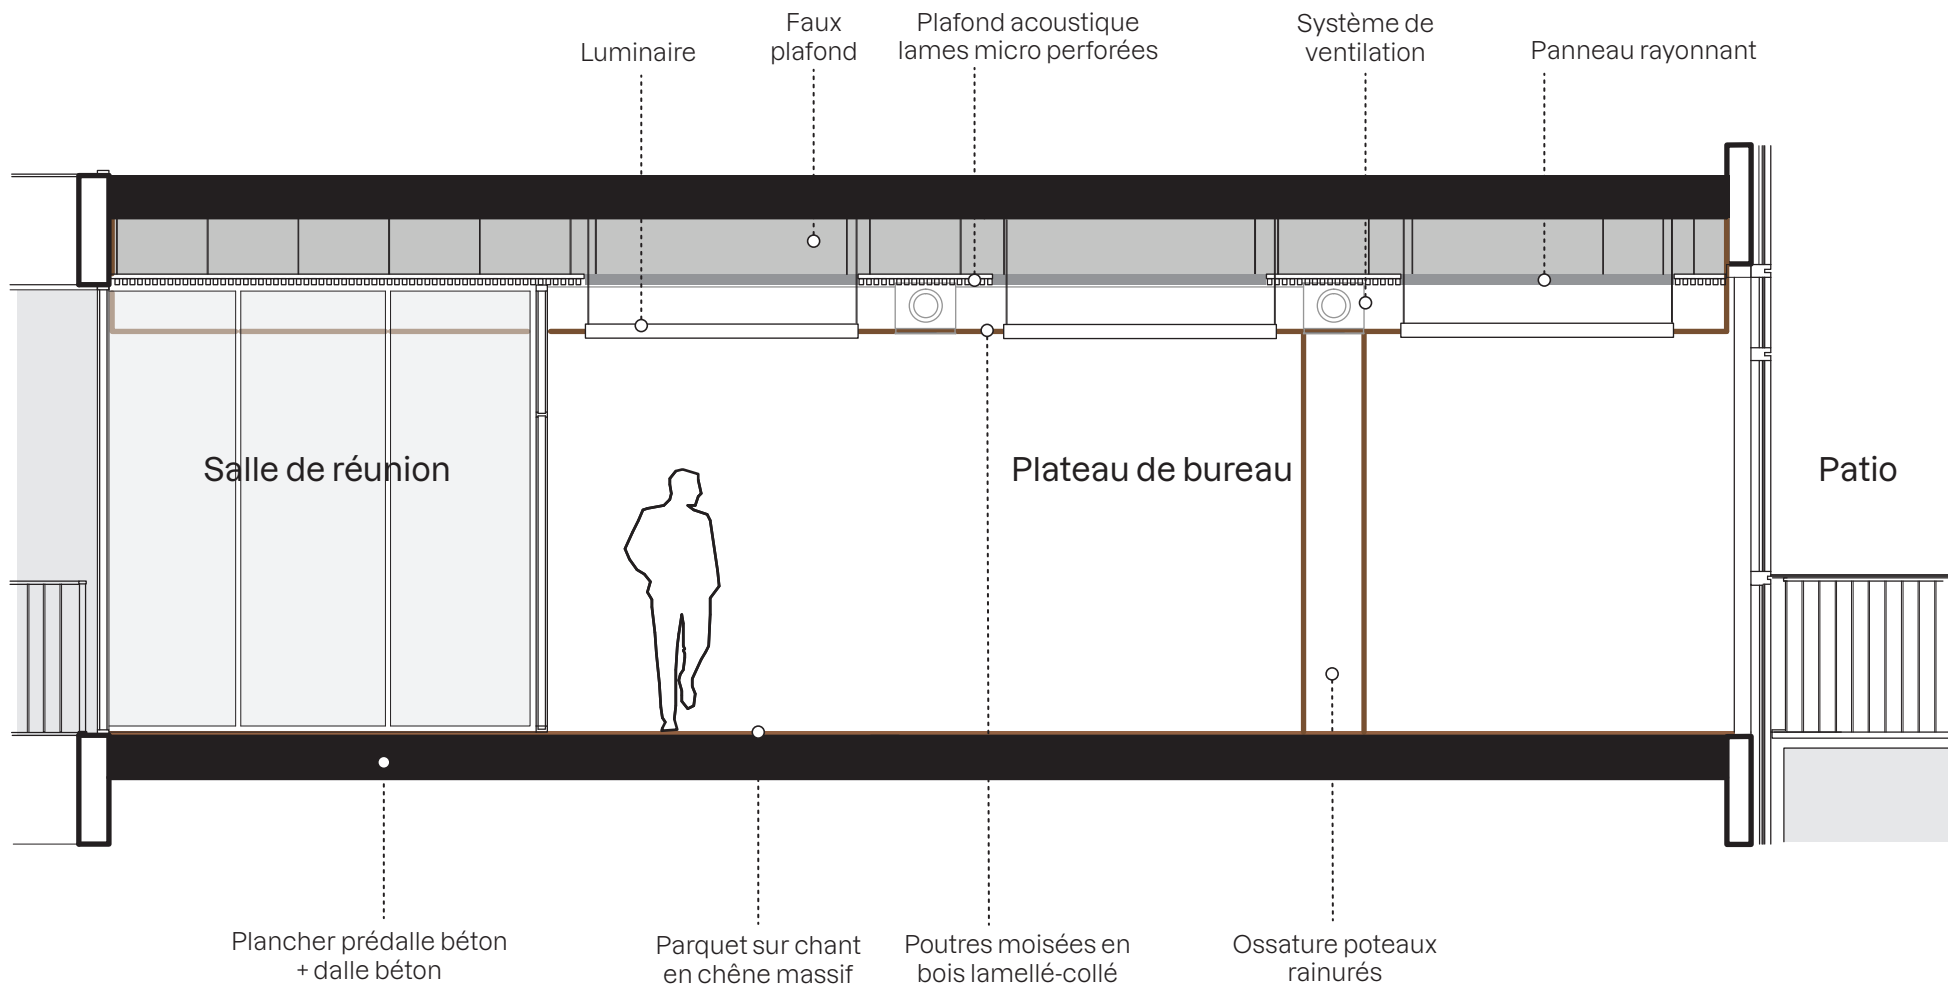 Luminaire
Faux
plafond
Plafond acoustique
lames micro perforées
Système de
ventilation
Panneau rayonnant
Salle de réunion
Plateau de bureau
Patio
Plancher prédalle béton
+ dalle béton
Parquet sur chant
en chêne massif
Poutres moisées en
bois lamellé-collé
Ossature poteaux
rainurés